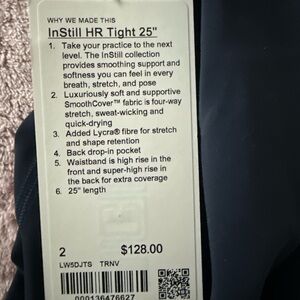 WHY WE MADE THIS
InStill HR Tight 25"
1. Take your practice to the next
level. The InStill collection
provides smoothing support and
softness you can feel in every
breath, stretch, and pose
2. Luxuriously soft and supportive
SmoothCover™ fabric is four-way
stretch, sweat-wicking and
quick-drying
3. Added Lycra® fibre for stretch
and shape retention
4. Back drop-in pocket
5. Waistband is high rise in the
front and super-high rise in
the back for extra coverage
6. 25" length
2 $128.00
LW5DJTS TRNV
000136476627